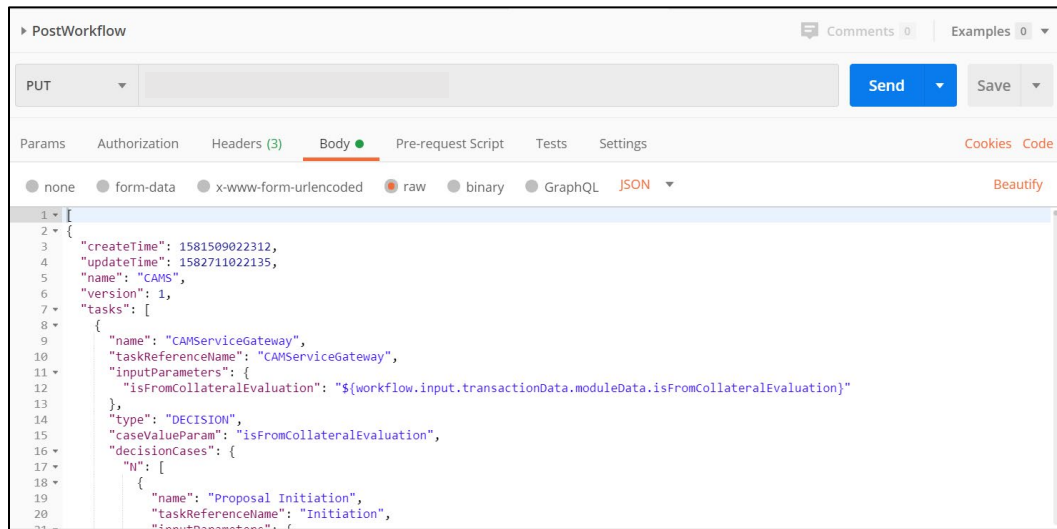 PostWorkflow Comments 0 Examples 0
PUT Send Save
Params Authorization Headers (3) Body Pre-request Script Tests Settings Cookies Code
none form-data x-www-form-urlencoded raw binary GraphQL JSON Beautify
1 [
2 {
3 "createTime": 1581509022312,
4 "updateTime": 1582711022135,
5 "name": "CAMS",
6 "version": 1,
7 "tasks": [
8 {
9 "name": "CAMServiceGateway",
10 "taskReferenceName": "CAMServiceGateway",
11 "inputParameters": {
12 "isFromCollateralEvaluation": "${workflow.input.transactionData.moduleData.isFromCollateralEvaluation}"
13 },
14 "type": "DECISION",
15 "caseValueParam": "isFromCollateralEvaluation",
16 "decisionCases": {
17 "N": [
18 {
19 "name": "Proposal Initiation",
20 "taskReferenceName": "Initiation",
21 "inputParameters": {